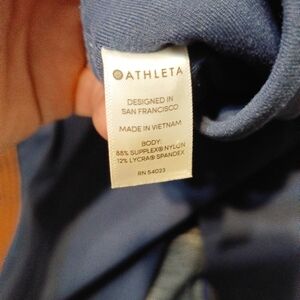 ATHLETA
DESIGNED IN
SAN FRANCISCO
MADE IN VIETNAM
BODY:
88% SUPPLEX® NYLON
12% LYCRA® SPANDEX
RN 54023